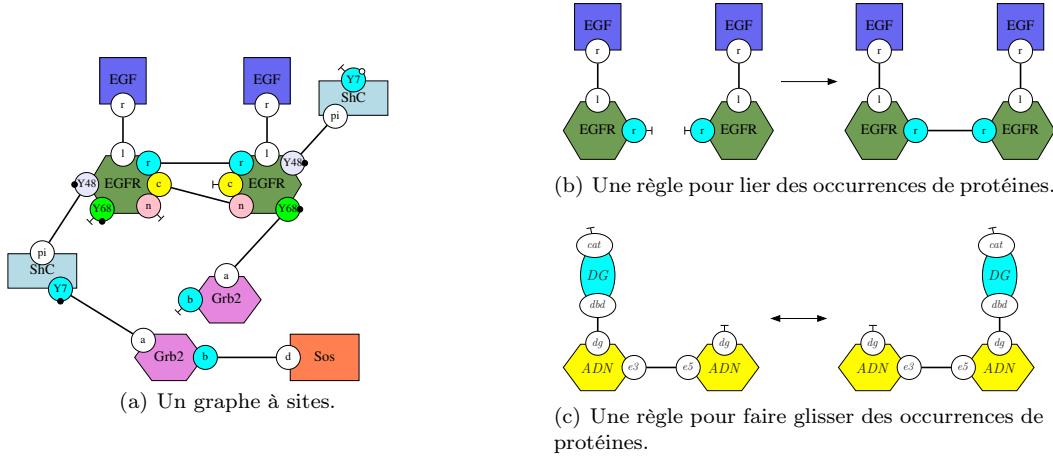 EGF
EGF
Y7
ShC
r
r
pi
l
l
r
r
Y48
EGFR
c
c
EGFR
Y48
Y68
n
n
Y68
pi
ShC
a
Y7
b
Grb2
a
Grb2
b
d
Sos
(a) Un graphe à sites.
EGF
EGF
EGF
EGF
r
r
r
r
l
l
l
l
EGFR
r
r
EGFR
EGFR
r
r
EGFR
(b) Une règle pour lier des occurrences de protéines.
cat
cat
DG
DG
dbd
dbd
dg
dg
dg
dg
ADN
e3
e5
ADN
ADN
e3
e5
ADN
(c) Une règle pour faire glisser des occurrences de
protéines.